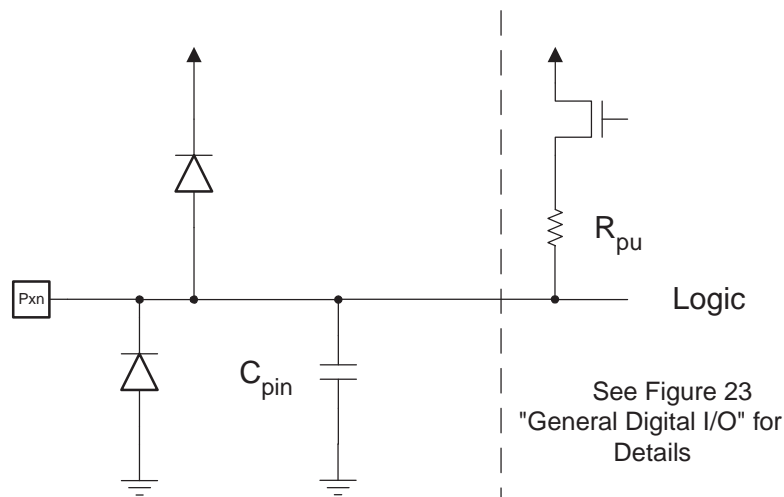 R
pu
Pxn
Logic
C
pin
See Figure 23
"General Digital I/O" for
Details